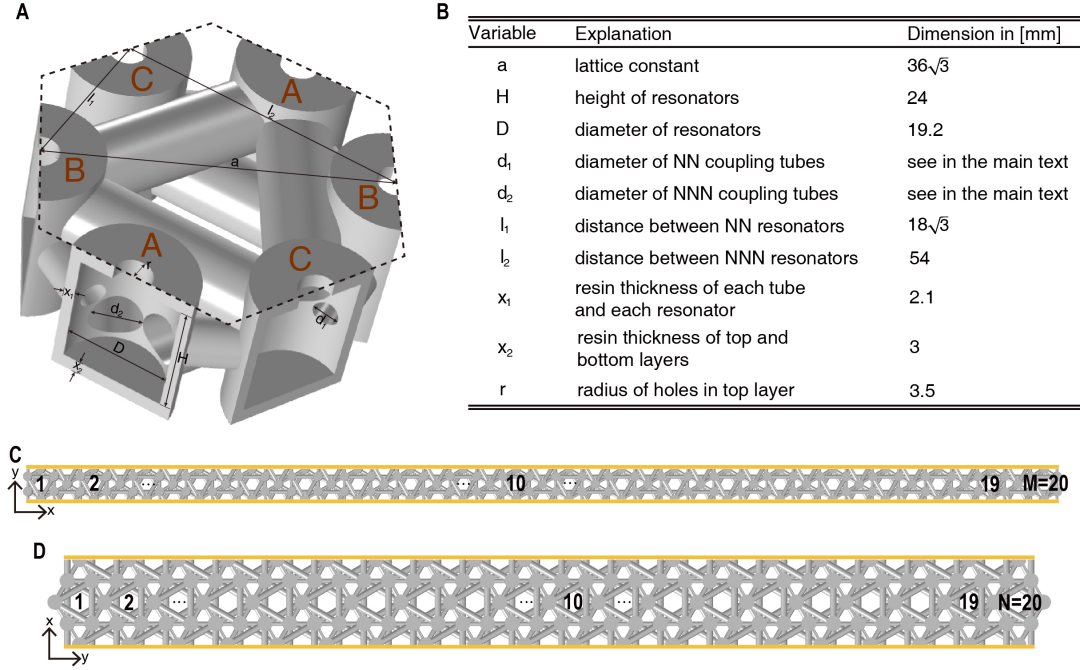 A
C
A
l₁
l₂
B
a
B
A
r
C
x₁
d₂
d₁
D
H
x₂
B
Variable Explanation Dimension in [mm]
a lattice constant 36√3
H height of resonators 24
D diameter of resonators 19.2
d₁ diameter of NN coupling tubes see in the main text
d₂ diameter of NNN coupling tubes see in the main text
l₁ distance between NN resonators 18√3
l₂ distance between NNN resonators 54
x₁ resin thickness of each tube
and each resonator 2.1
x₂ resin thickness of top and
bottom layers 3
r radius of holes in top layer 3.5
C
y
x
1 2 ... ... 10 ... 19 M=20
D
x
y
1 2 ... ... 10 ... 19 N=20